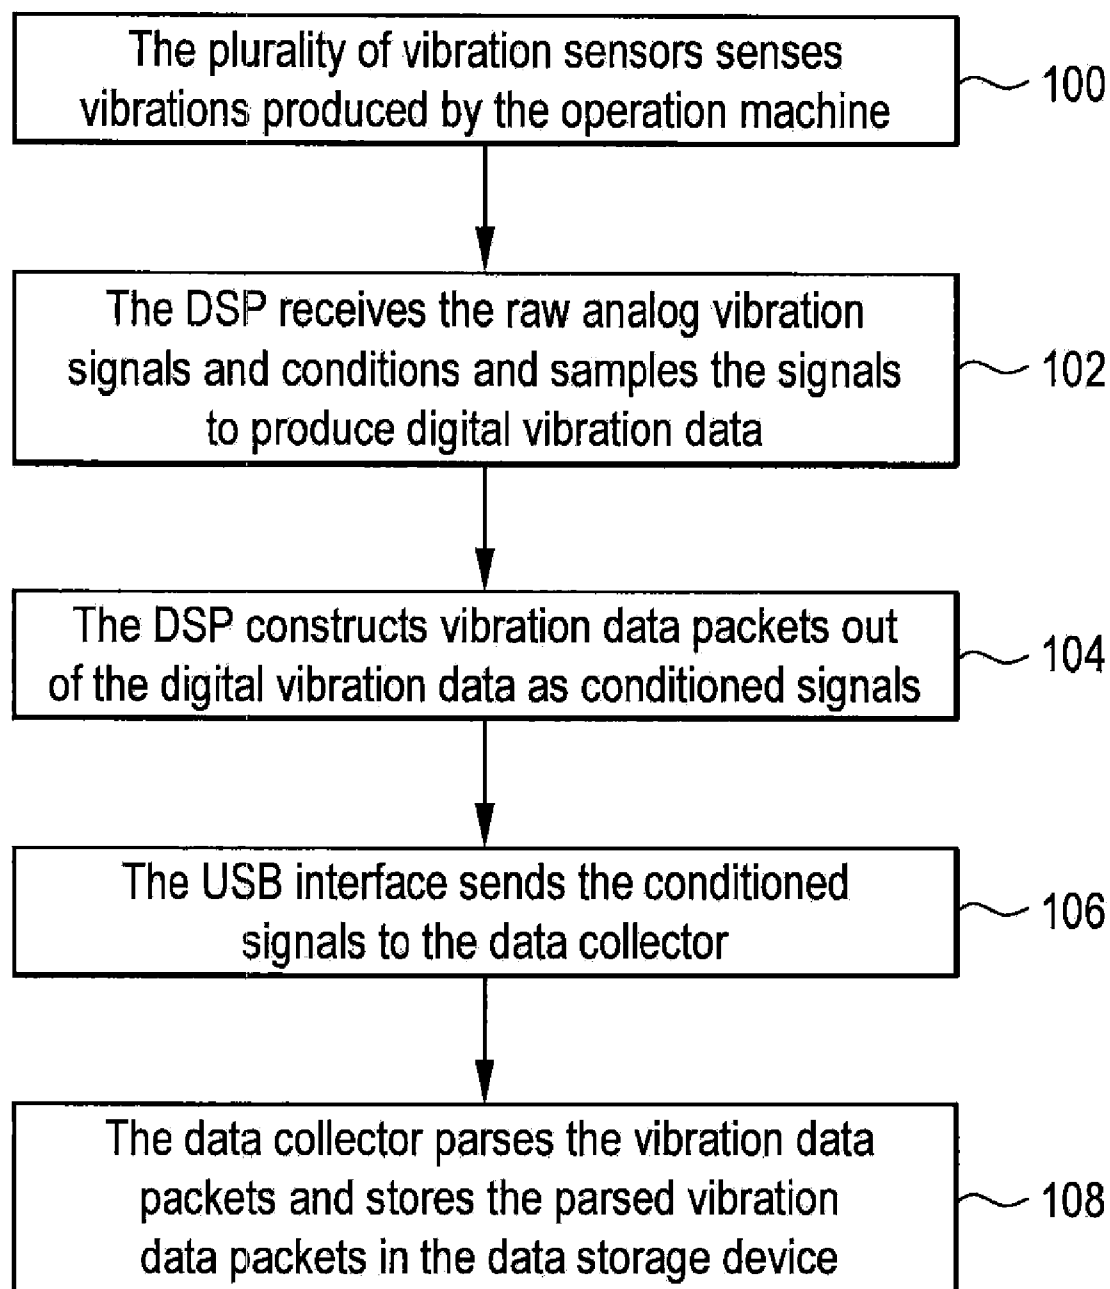 The plurality of vibration sensors senses
vibrations produced by the operation machine
100
The DSP receives the raw analog vibration
signals and conditions and samples the signals
to produce digital vibration data
102
The DSP constructs vibration data packets out
of the digital vibration data as conditioned signals
104
The USB interface sends the conditioned
signals to the data collector
106
The data collector parses the vibration data
packets and stores the parsed vibration
data packets in the data storage device
108